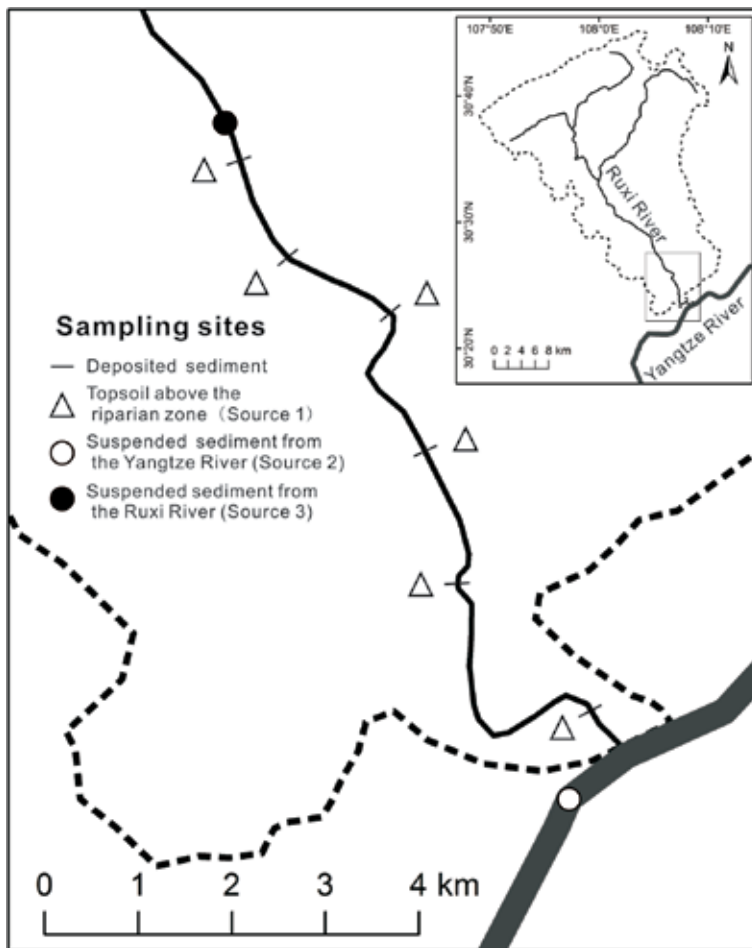 107°50'E
108°0'E
108°10'E
N
30°40'N
30°30'N
30°20'N
Ruxi River
Yangtze River
0 2 4 6 8 km
Sampling sites
Deposited sediment
Topsoil above the
riparian zone (Source 1)
Suspended sediment from
the Yangtze River (Source 2)
Suspended sediment from
the Ruxi River (Source 3)
0 1 2 3 4 km